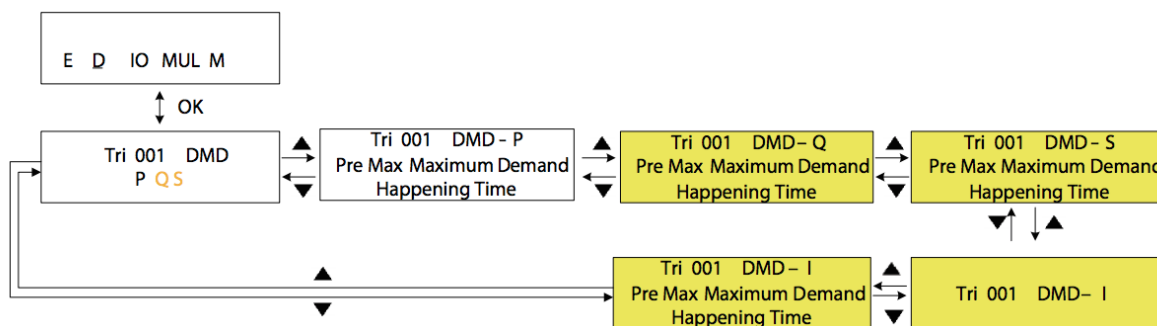 E D IO MUL M
OK
Tri 001 DMD
P Q S
Tri 001 DMD - P
Pre Max Maximum Demand
Happening Time
Tri 001 DMD– Q
Pre Max Maximum Demand
Happening Time
Tri 001 DMD– S
Pre Max Maximum Demand
Happening Time
Tri 001 DMD– I
Pre Max Maximum Demand
Happening Time
Tri 001 DMD– I